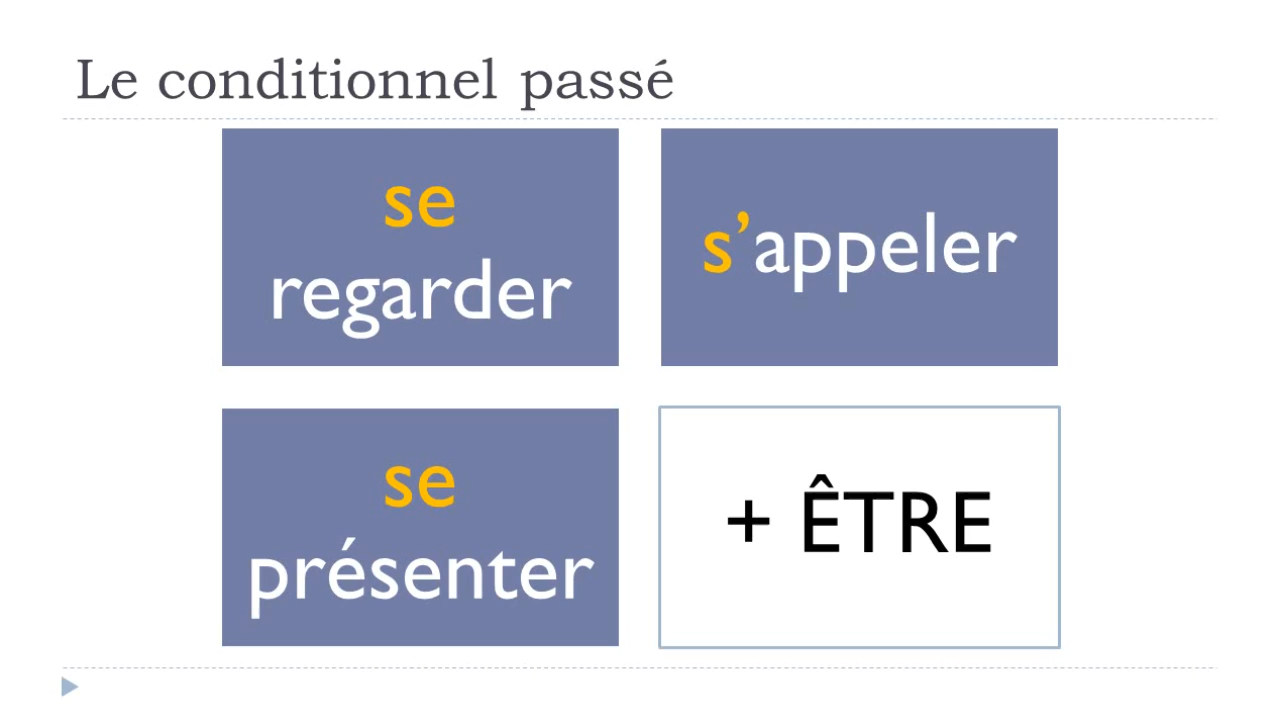 Le conditionnel passé
se
regarder
s’appeler
se
présenter
+ ÊTRE